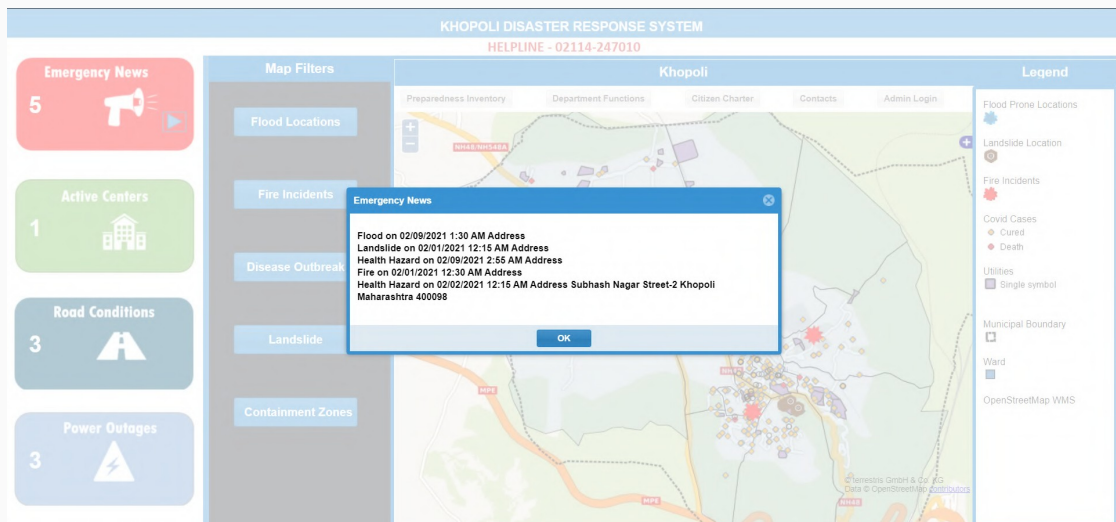 KHOPOLI DISASTER RESPONSE SYSTEM
HELPLINE - 02114-247010
Emergency News
5
Active Centers
1
Road Conditions
3
Power Outages
3
Map Filters
Flood Locations
Fire Incidents
Disease Outbreak
Landslide
Containment Zones
Khopoli
Preparedness Inventory
Department Functions
Citizen Charter
Contacts
Admin Login
+
−
NH48/NH548A
Emergency News
Flood on 02/09/2021 1:30 AM Address
Landslide on 02/01/2021 12:15 AM Address
Health Hazard on 02/09/2021 2:55 AM Address
Fire on 02/01/2021 12:30 AM Address
Health Hazard on 02/02/2021 12:15 AM Address Subhash Nagar Street-2 Khopoli
Maharashtra 400098
OK
MPE
MPE
NH48
© terrestris GmbH & Co. KG
Data © OpenStreetMap contributors
Legend
Flood Prone Locations
Landslide Location
Fire Incidents
Covid Cases
Cured
Death
Utilities
Single symbol
Municipal Boundary
Ward
OpenStreetMap WMS